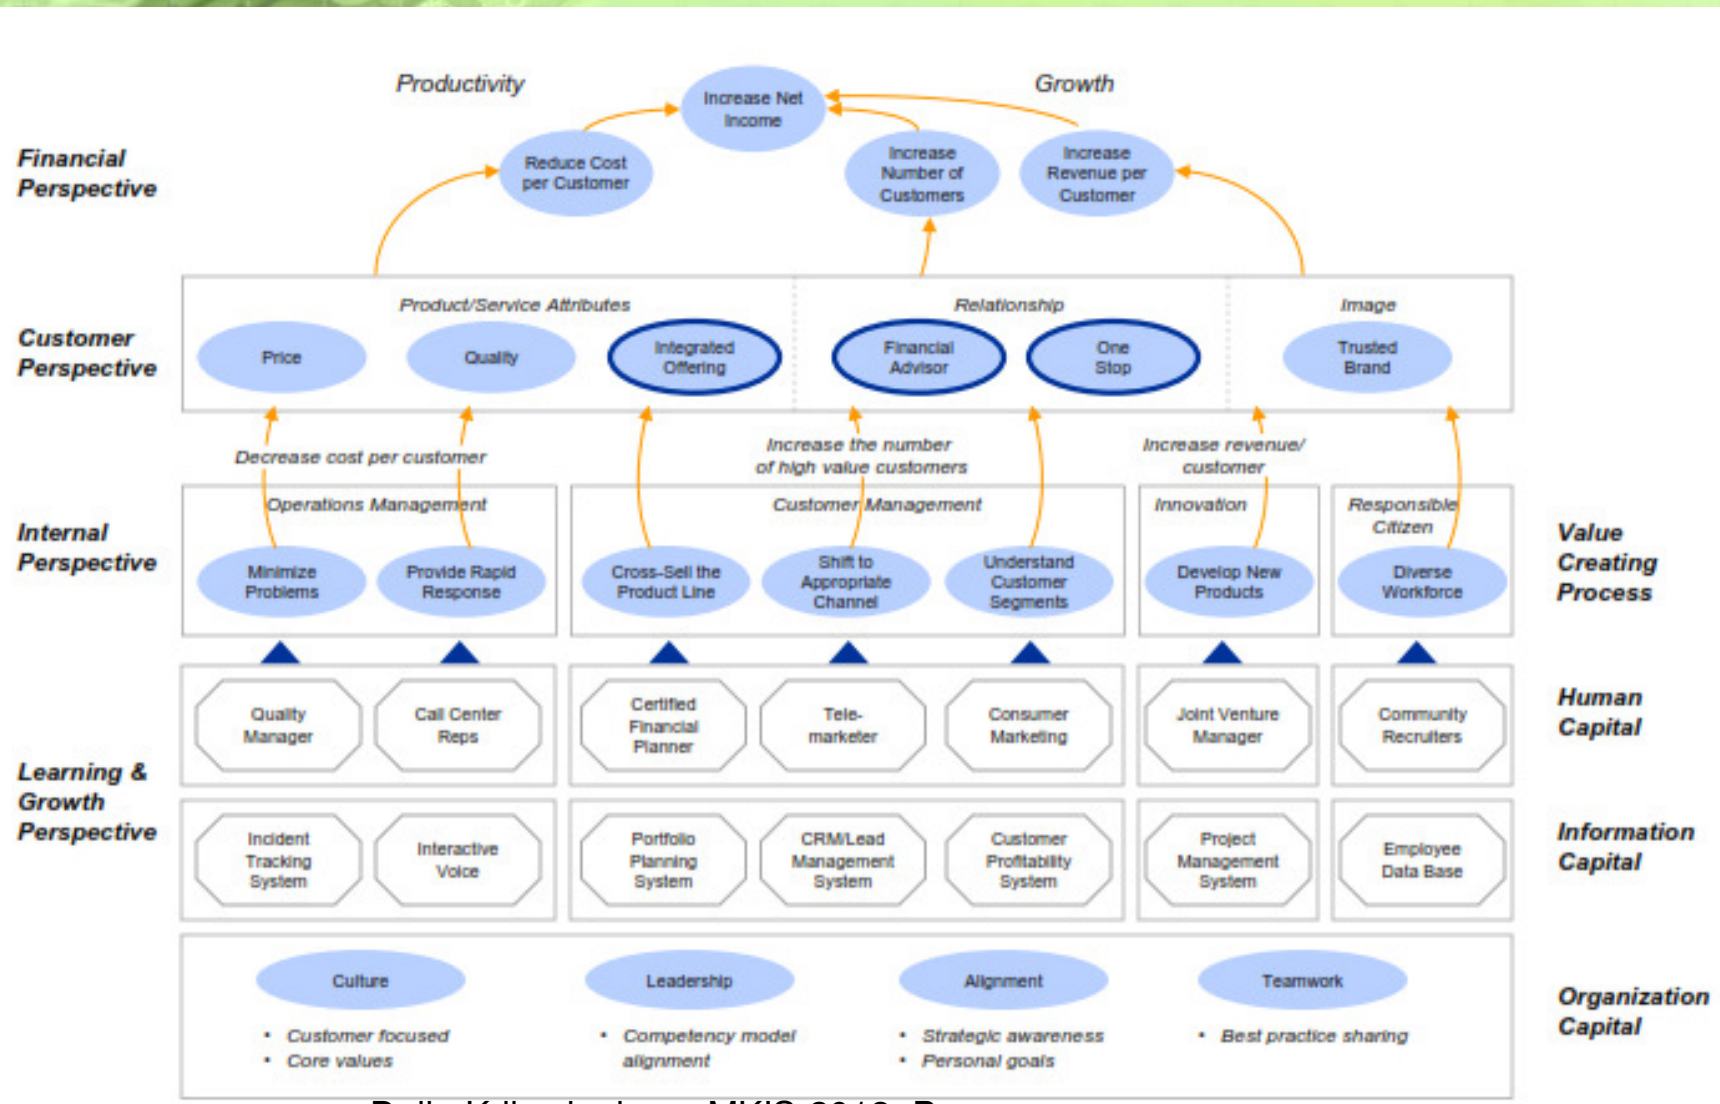 Productivity
Growth
Increase Net
Income
Financial
Perspective
Reduce Cost
per Customer
Increase
Number of
Customers
Increase
Revenue per
Customer
Customer
Perspective
Product/Service Attributes
Relationship
Image
Price
Quality
Integrated
Offering
Financial
Advisor
One
Stop
Trusted
Brand
Decrease cost per customer
Increase the number
of high value customers
Increase revenue/
customer
Internal
Perspective
Operations Management
Customer Management
Innovation
Responsible
Citizen
Value
Creating
Process
Minimize
Problems
Provide Rapid
Response
Cross-Sell the
Product Line
Shift to
Appropriate
Channel
Understand
Customer
Segments
Develop New
Products
Diverse
Workforce
Learning &
Growth
Perspective
Quality
Manager
Call Center
Reps
Certified
Financial
Planner
Tele-
marketer
Consumer
Marketing
Joint Venture
Manager
Community
Recruiters
Human
Capital
Incident
Tracking
System
Interactive
Voice
Portfolio
Planning
System
CRM/Lead
Management
System
Customer
Profitability
System
Project
Management
System
Employee
Data Base
Information
Capital
Culture
Leadership
Alignment
Teamwork
• Customer focused
• Core values
• Competency model
alignment
• Strategic awareness
• Personal goals
• Best practice sharing
Organization
Capital